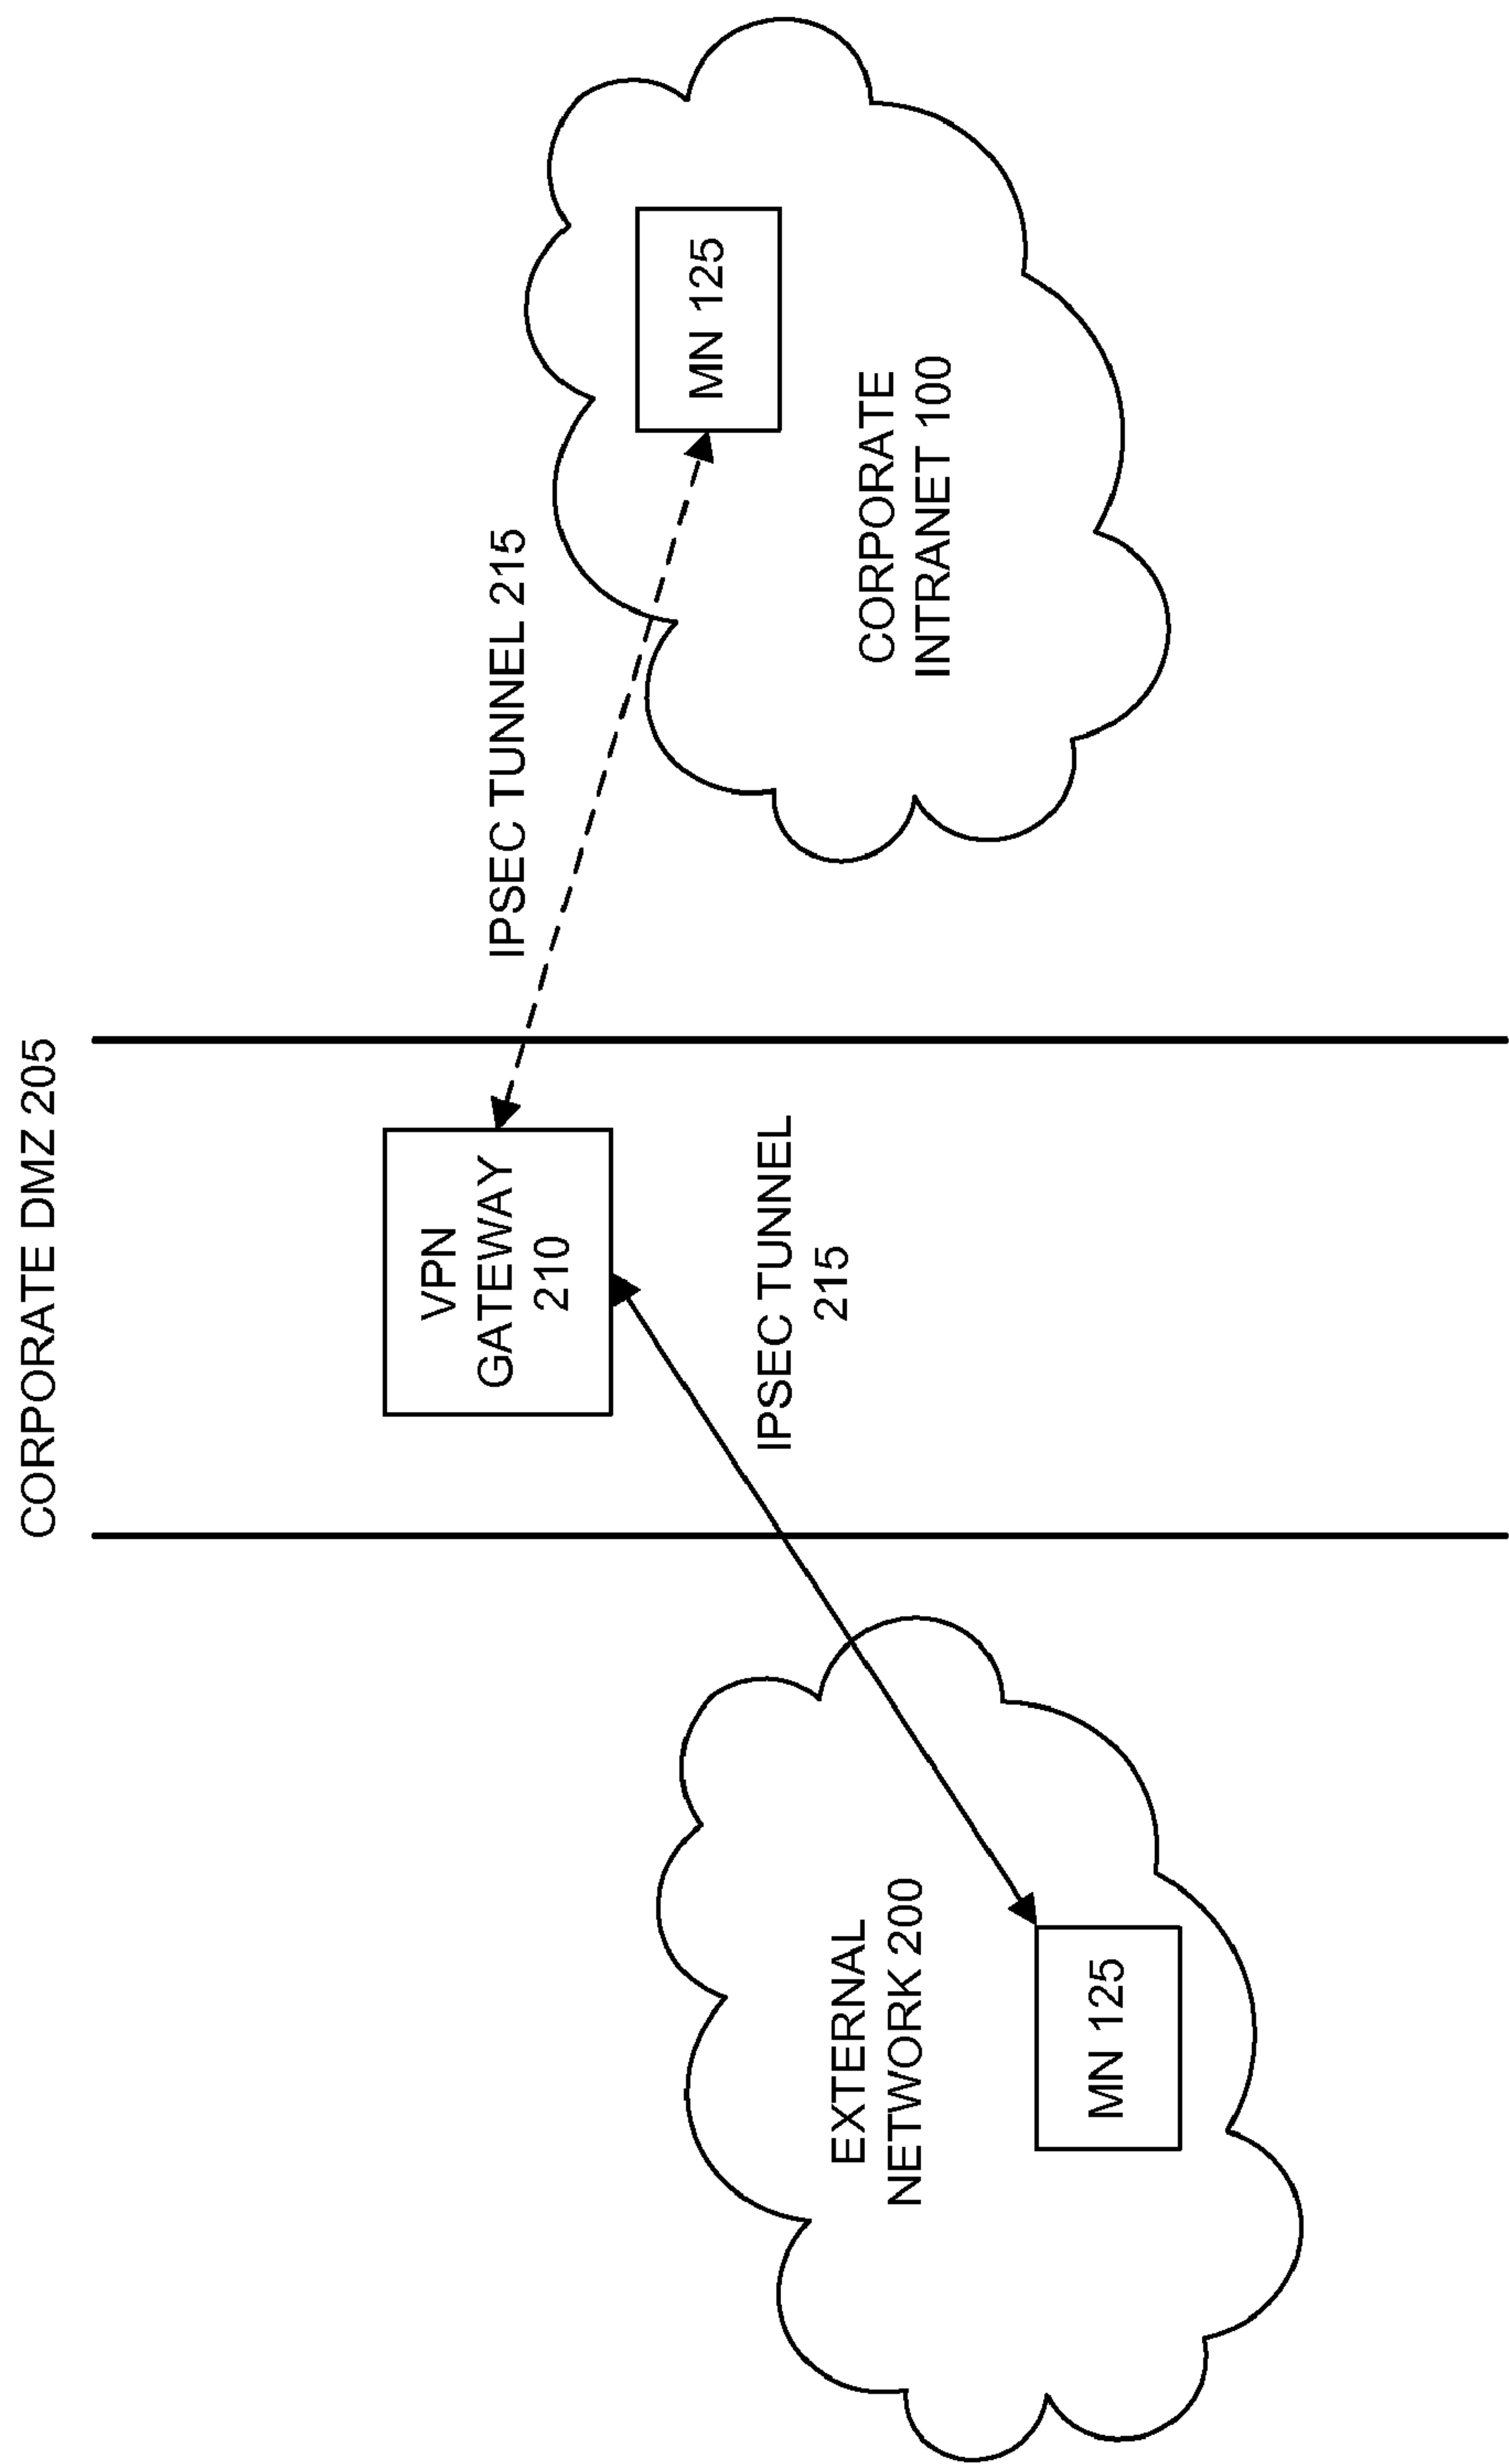 CORPORATE DMZ 205
VPN
GATEWAY
210
IPSEC TUNNEL 215
MN 125
IPSEC TUNNEL
215
CORPORATE
INTRANET 100
EXTERNAL
NETWORK 200
MN 125